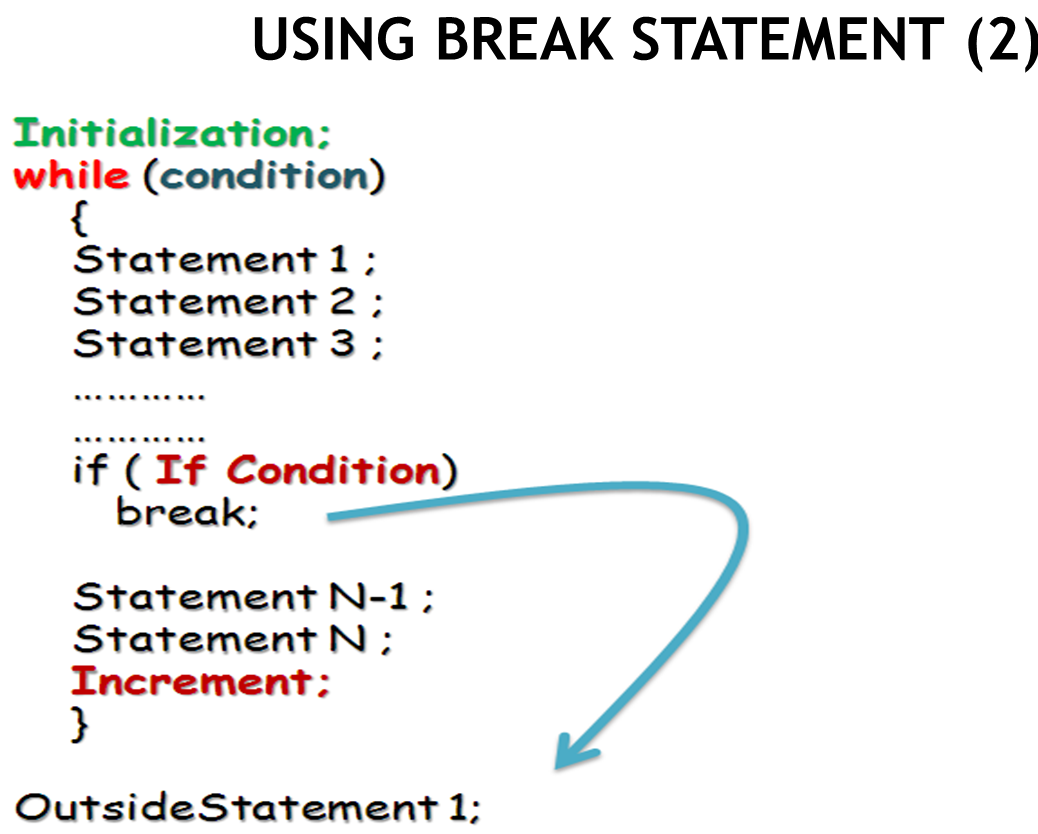 USING BREAK STATEMENT (2)
Initialization;
while (condition)
{
Statement 1 ;
Statement 2 ;
Statement 3 ;
…………
…………
if ( If Condition)
break;
Statement N-1 ;
Statement N ;
Increment;
}
OutsideStatement 1;